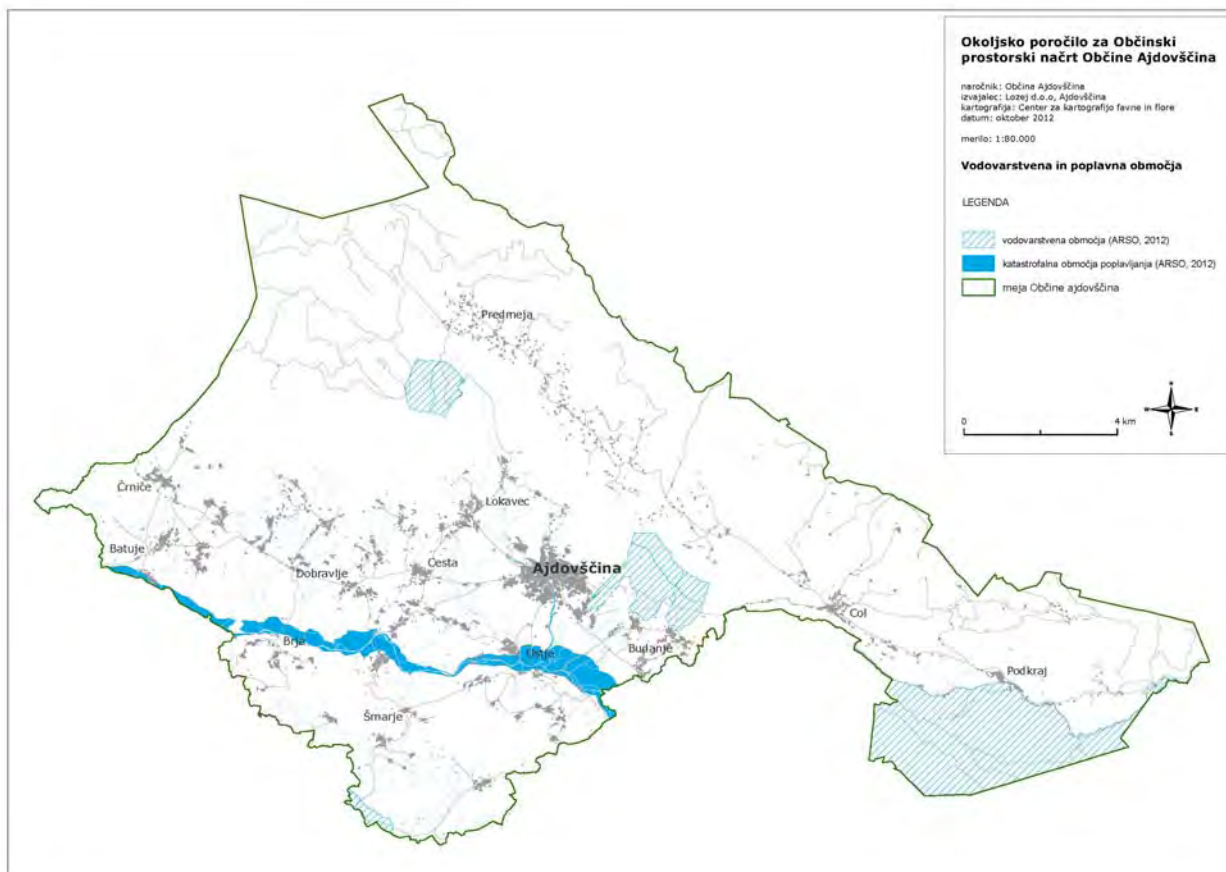 Okoljsko poročilo za Občinski
prostorski načrt Občine Ajdovščina
naročnik: Občina Ajdovščina
izvajalec: Lozej d.o.o, Ajdovščina
kartografija: Center za kartografijo favne in flore
datum: oktober 2012
merilo: 1:80.000
Vodovarstvena in poplavna območja
LEGENDA
vodovarstvena območja (ARSO, 2012)
katastrofalna območja poplavljanja (ARSO, 2012)
meja Občine ajdovščina
N
W E
S
0 4 km
Predmeja
Črniče
Lokavec
Batuje
Dobravlje
Cesta
Ajdovščina
Col
Brje
Ustje
Budanje
Podkraj
Šmarje